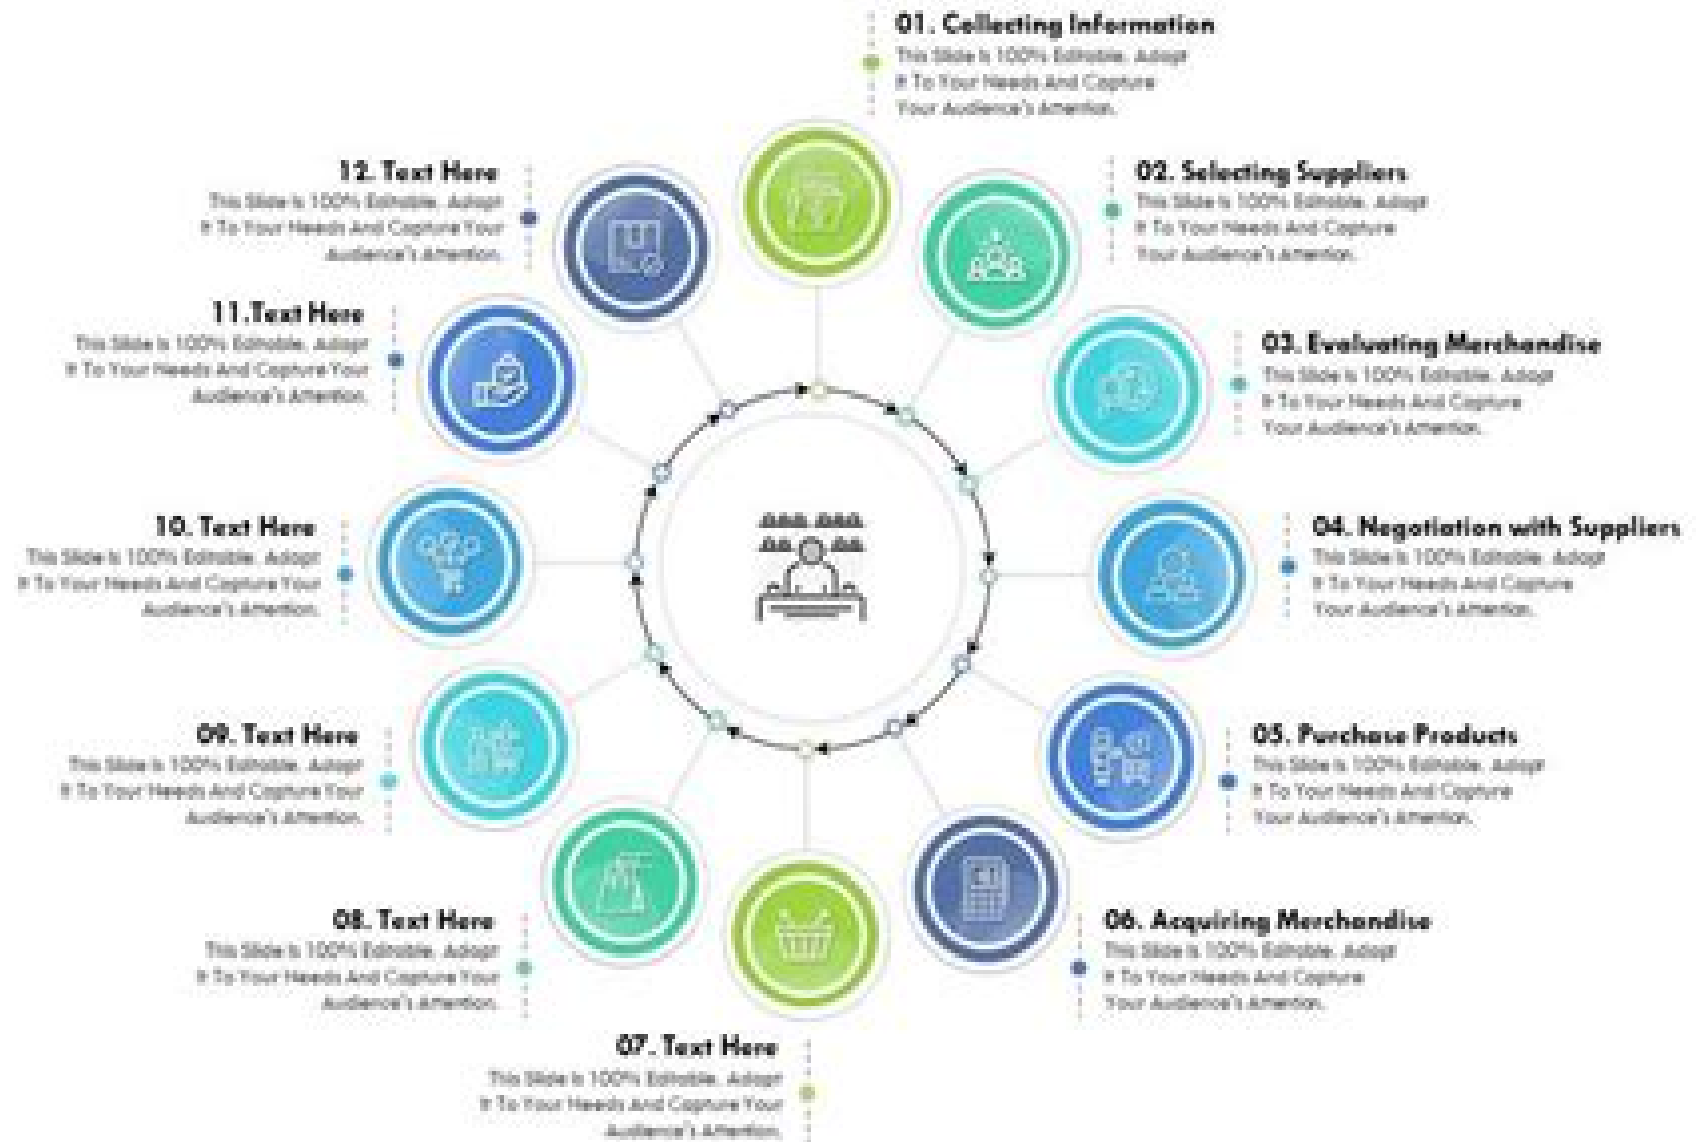 01. Collecting Information
This Slide Is 100% Editable. Adapt
It To Your Needs And Capture
Your Audience's Attention.
02. Selecting Suppliers
This Slide Is 100% Editable. Adapt
It To Your Needs And Capture
Your Audience's Attention.
03. Evaluating Merchandise
This Slide Is 100% Editable. Adapt
It To Your Needs And Capture
Your Audience's Attention.
04. Negotiation with Suppliers
This Slide Is 100% Editable. Adapt
It To Your Needs And Capture
Your Audience's Attention.
05. Purchase Products
This Slide Is 100% Editable. Adapt
It To Your Needs And Capture
Your Audience's Attention.
06. Acquiring Merchandise
This Slide Is 100% Editable. Adapt
It To Your Needs And Capture
Your Audience's Attention.
07. Text Here
This Slide Is 100% Editable. Adapt
It To Your Needs And Capture Your
Audience's Attention.
08. Text Here
This Slide Is 100% Editable. Adapt
It To Your Needs And Capture Your
Audience's Attention.
09. Text Here
This Slide Is 100% Editable. Adapt
It To Your Needs And Capture Your
Audience's Attention.
10. Text Here
This Slide Is 100% Editable. Adapt
It To Your Needs And Capture Your
Audience's Attention.
11.Text Here
This Slide Is 100% Editable. Adapt
It To Your Needs And Capture Your
Audience's Attention.
12. Text Here
This Slide Is 100% Editable. Adapt
It To Your Needs And Capture Your
Audience's Attention.